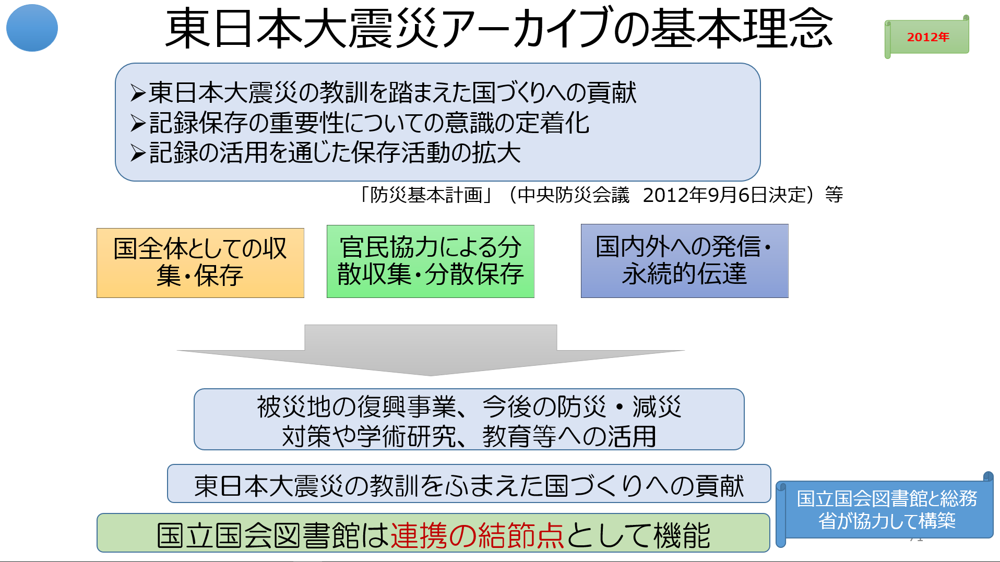 東日本大震災アーカイブの基本理念
2012年
➢東日本大震災の教訓を踏まえた国づくりへの貢献
➢記録保存の重要性についての意識の定着化
➢記録の活用を通じた保存活動の拡大
「防災基本計画」（中央防災会議 2012年9月6日決定）等
国全体としての収
集・保存
官民協力による分
散収集・分散保存
国内外への発信・
永続的伝達
被災地の復興事業、今後の防災・減災
対策や学術研究、教育等への活用
東日本大震災の教訓をふまえた国づくりへの貢献
国立国会図書館と総務
省が協力して構築
国立国会図書館は連携の結節点として機能